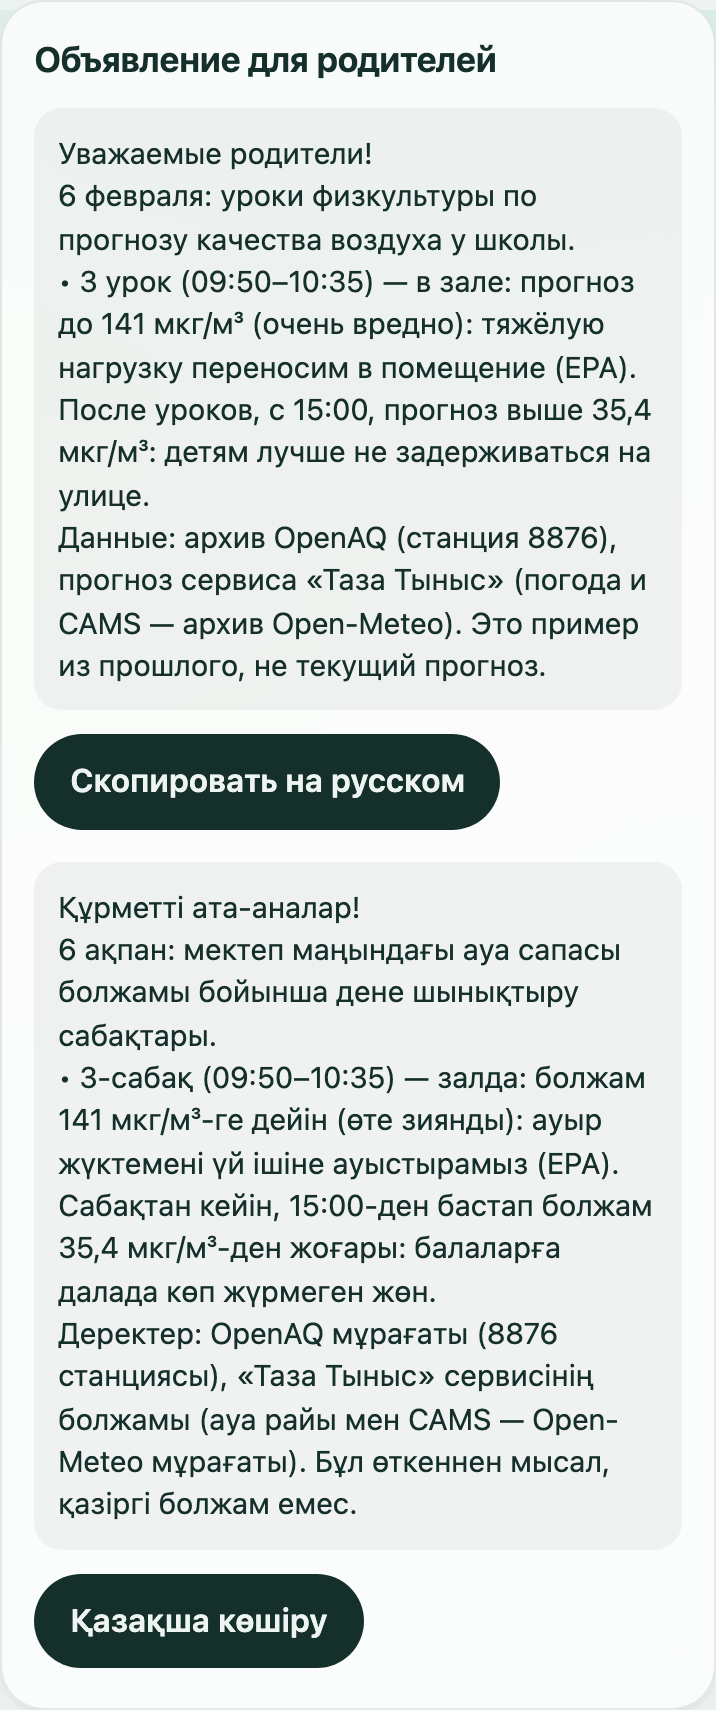 Объявление для родителей
Уважаемые родители!
6 февраля: уроки физкультуры по
прогнозу качества воздуха у школы.
• 3 урок (09:50–10:35) — в зале: прогноз
до 141 мкг/м³ (очень вредно): тяжёлую
нагрузку переносим в помещение (EPA).
После уроков, с 15:00, прогноз выше 35,4
мкг/м³: детям лучше не задерживаться на
улице.
Данные: архив OpenAQ (станция 8876),
прогноз сервиса «Таза Тыныс» (погода и
CAMS — архив Open-Meteo). Это пример
из прошлого, не текущий прогноз.
Скопировать на русском
Құрметті ата-аналар!
6 ақпан: мектеп маңындағы ауа сапасы
болжамы бойынша дене шынықтыру
сабақтары.
• 3-сабақ (09:50–10:35) — залда: болжам
141 мкг/м³-ге дейін (өте зиянды): ауыр
жүктемені үй ішіне ауыстырамыз (EPA).
Сабақтан кейін, 15:00-ден бастап болжам
35,4 мкг/м³-ден жоғары: балаларға
далада көп жүрмеген жөн.
Деректер: OpenAQ мұрағаты (8876
станциясы), «Таза Тыныс» сервисінің
болжамы (ауа райы мен CAMS — Open-
Meteo мұрағаты). Бұл өткеннен мысал,
қазіргі болжам емес.
Қазақша көшіру